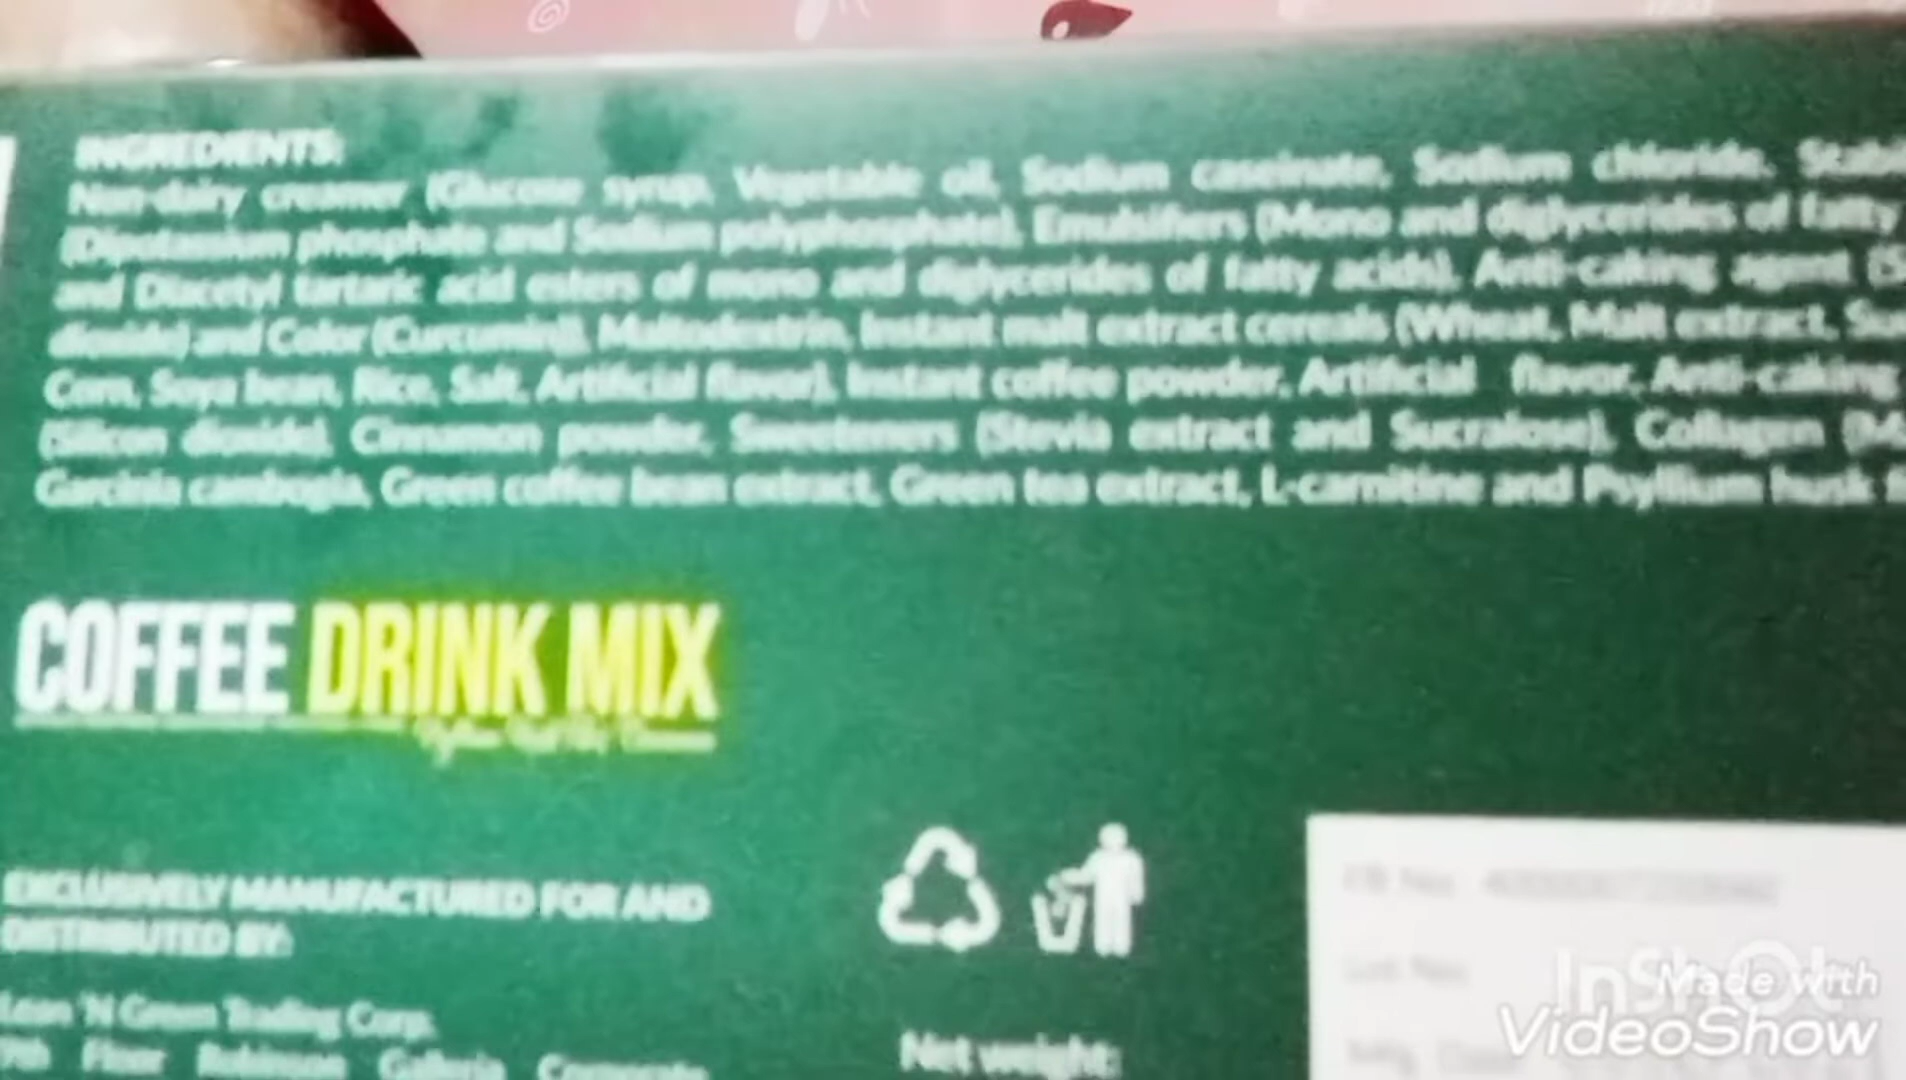 INGREDIENTS:
Non-dairy creamer (Glucose syrup, Vegetable oil, Sodium caseinate, Sodium chloride, Stabi
(Dipotassium phosphate and Sodium polyphosphate), Emulsifiers (Mono and diglycerides of fatty
and Diacetyl tartaric acid esters of mono and diglycerides of fatty acids), Anti-caking agent (S
dioxide) and Color (Curcumin)), Maltodextrin, Instant malt extract cereals (Wheat, Malt extract, Su
Corn, Soya bean, Rice, Salt, Artificial flavor), Instant coffee powder, Artificial flavor, Anti-caking
(Silicon dioxide), Cinnamon powder, Sweeteners (Stevia extract and Sucralose), Collagen (Ma
Garcinia cambogia, Green coffee bean extract, Green tea extract, L-carnitine and Psyllium husk fi
COFFEE DRINK MIX
EXCLUSIVELY MANUFACTURED FOR AND
DISTRIBUTED BY:
Lean 'N Green Trading Corp.
Floor Robinson Galleria Corporate
Net weight:
Lot No.
InShOt
Made with
VideoShow